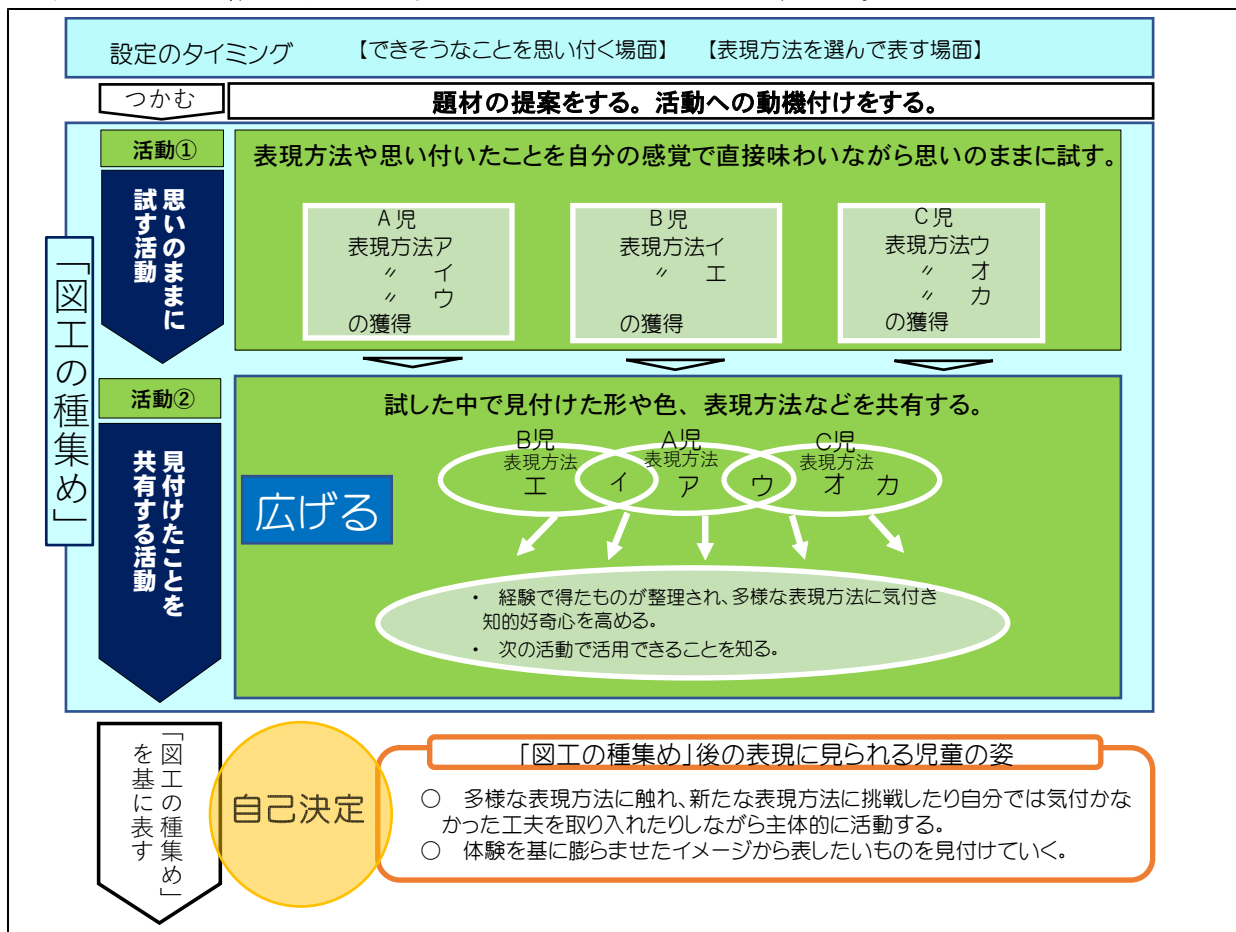 設定のタイミング 【できそうなことを思い付く場面】 【表現方法を選んで表す場面】
つかむ
題材の提案をする。活動への動機付けをする。
「図工の種集め」
活動①
思いのままに
試す活動
表現方法や思い付いたことを自分の感覚で直接味わいながら思いのままに試す。
A児
表現方法ア
〃 イ
〃 ウ
の獲得
B児
表現方法イ
〃 エ
の獲得
C児
表現方法ウ
〃 オ
〃 カ
の獲得
活動②
見付けたことを
共有する活動
試した中で見付けた形や色、表現方法などを共有する。
広げる
B児 A児 C児
表現方法 表現方法 表現方法
エ イ ア ウ オ カ
・ 経験で得たものが整理され、多様な表現方法に気付き
知的好奇心を高める。
・ 次の活動で活用できることを知る。
「図工の種集め」
を基に表す
自己決定
「図工の種集め」後の表現に見られる児童の姿
○ 多様な表現方法に触れ、新たな表現方法に挑戦したり自分では気付かな
かった工夫を取り入れたりしながら主体的に活動する。
○ 体験を基に膨らませたイメージから表したいものを見付けていく。